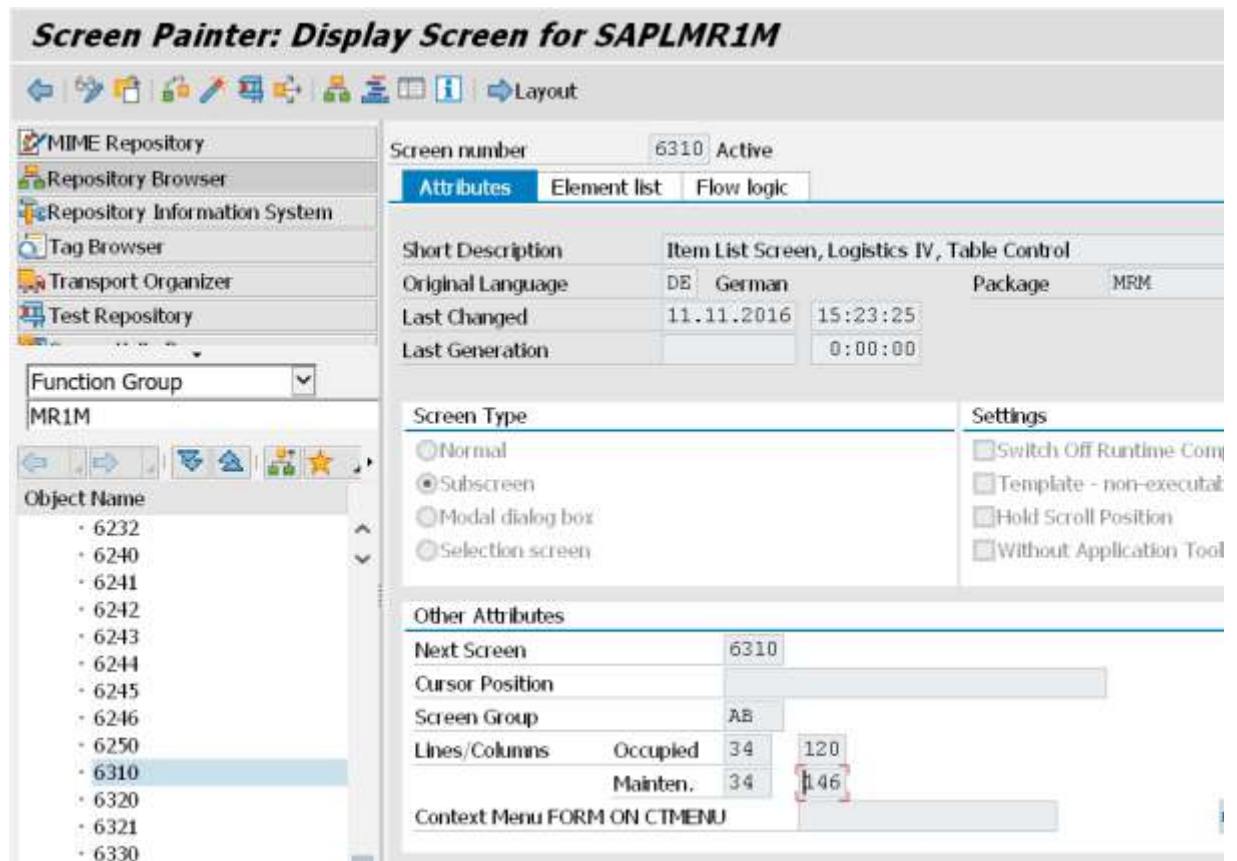 Screen Painter: Display Screen for SAPLMR1M
Layout
MIME Repository
Repository Browser
Repository Information System
Tag Browser
Transport Organizer
Test Repository
Function Group
MR1M
Object Name
6232
6240
6241
6242
6243
6244
6245
6246
6250
6310
6320
6321
6330
Screen number 6310 Active
Attributes Element list Flow logic
Short Description Item List Screen, Logistics IV, Table Control
Original Language DE German Package MRM
Last Changed 11.11.2016 15:23:25
Last Generation 0:00:00
Screen Type Settings
Normal Switch Off Runtime Comp
Subscreen Template - non-executab
Modal dialog box Hold Scroll Position
Selection screen Without Application Tool
Other Attributes
Next Screen 6310
Cursor Position
Screen Group AB
Lines/Columns Occupied 34 120
Mainten. 34 146
Context Menu FORM ON CTMENU